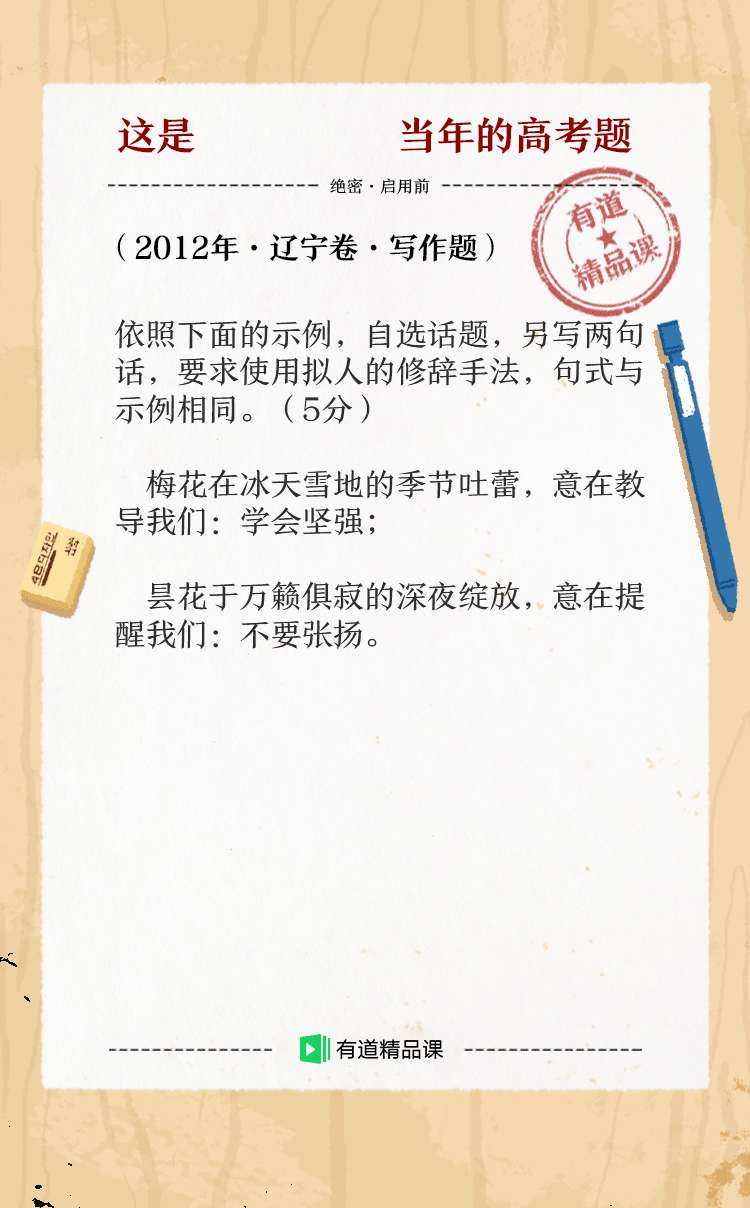 这是 当年的高考题
绝密·启用前
（2012年·辽宁卷·写作题）
有道
精品课
依照下面的示例，自选话题，另写两句
话，要求使用拟人的修辞手法，句式与
示例相同。（5分）
梅花在冰天雪地的季节吐蕾，意在教
导我们：学会坚强；
昙花于万籁俱寂的深夜绽放，意在提
醒我们：不要张扬。
有道精品课